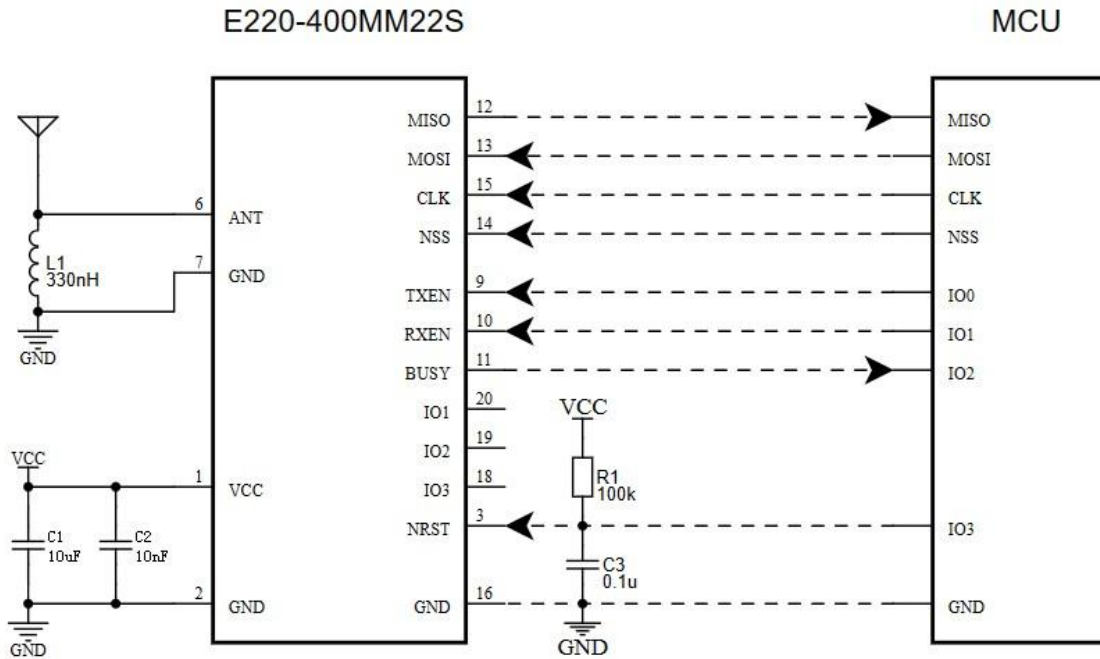 E220-400MM22S
MCU
MISO 12 MISO
MOSI 13 MOSI
CLK 15 CLK
6 ANT
NSS 14 NSS
L1
330nH
7 GND
TXEN 9 IO0
RXEN 10 IO1
GND
BUSY 11 IO2
IO1 20
VCC
IO2 19
VCC
1 VCC
IO3 18
R1
100k
NRST 3 IO3
C1
10uF
C2
10nF
C3
0.1u
2 GND
GND 16 GND
GND
GND